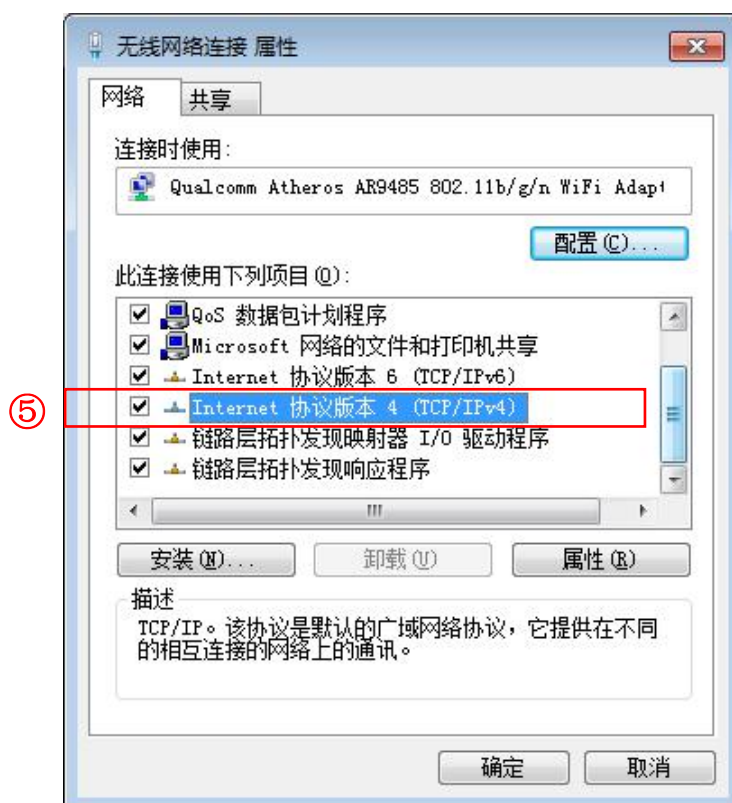 无线网络连接 属性
网络 共享
连接时使用:
Qualcomm Atheros AR9485 802.11b/g/n WiFi Adapt
配置(C)...
此连接使用下列项目(O):
QoS 数据包计划程序
Microsoft 网络的文件和打印机共享
Internet 协议版本 6 (TCP/IPv6)
⑤ Internet 协议版本 4 (TCP/IPv4)
链路层拓扑发现映射器 I/O 驱动程序
链路层拓扑发现响应程序
安装(N)... 卸载(U) 属性(R)
描述
TCP/IP。该协议是默认的广域网络协议，它提供在不同
的相互连接的网络上的通讯。
确定 取消